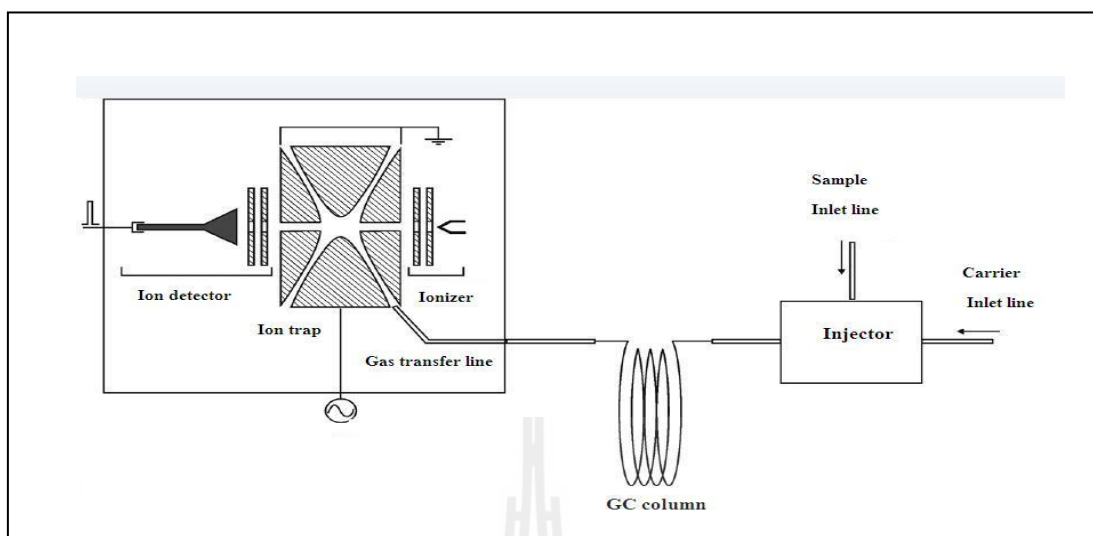 Sample
Inlet line
Carrier
Inlet line
Injector
Ion detector
Ionizer
Ion trap
Gas transfer line
GC column